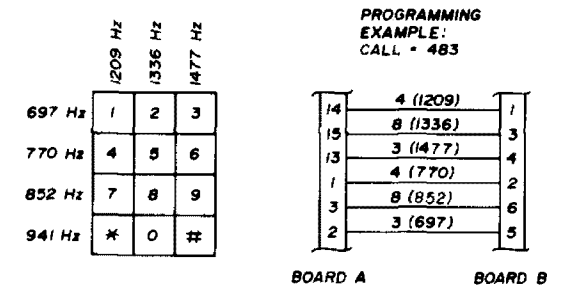 PROGRAMMING
EXAMPLE:
CALL = 483
1209 Hz
1336 Hz
1477 Hz
697 Hz 1 2 3
770 Hz 4 5 6
852 Hz 7 8 9
941 Hz * 0 #
14 4 (1209) 1
15 8 (1336) 3
13 3 (1477) 4
1 4 (770) 2
3 8 (852) 6
2 3 (697) 5
BOARD A BOARD B